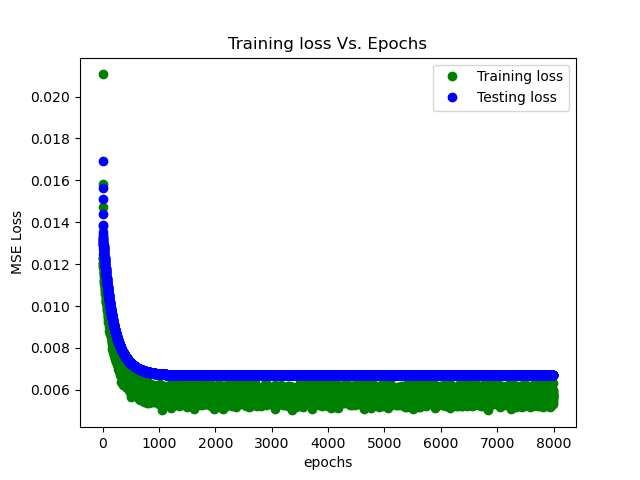 Training loss Vs. Epochs
Training loss
Testing loss
MSE Loss
0.020
0.018
0.016
0.014
0.012
0.010
0.008
0.006
0 1000 2000 3000 4000 5000 6000 7000 8000
epochs